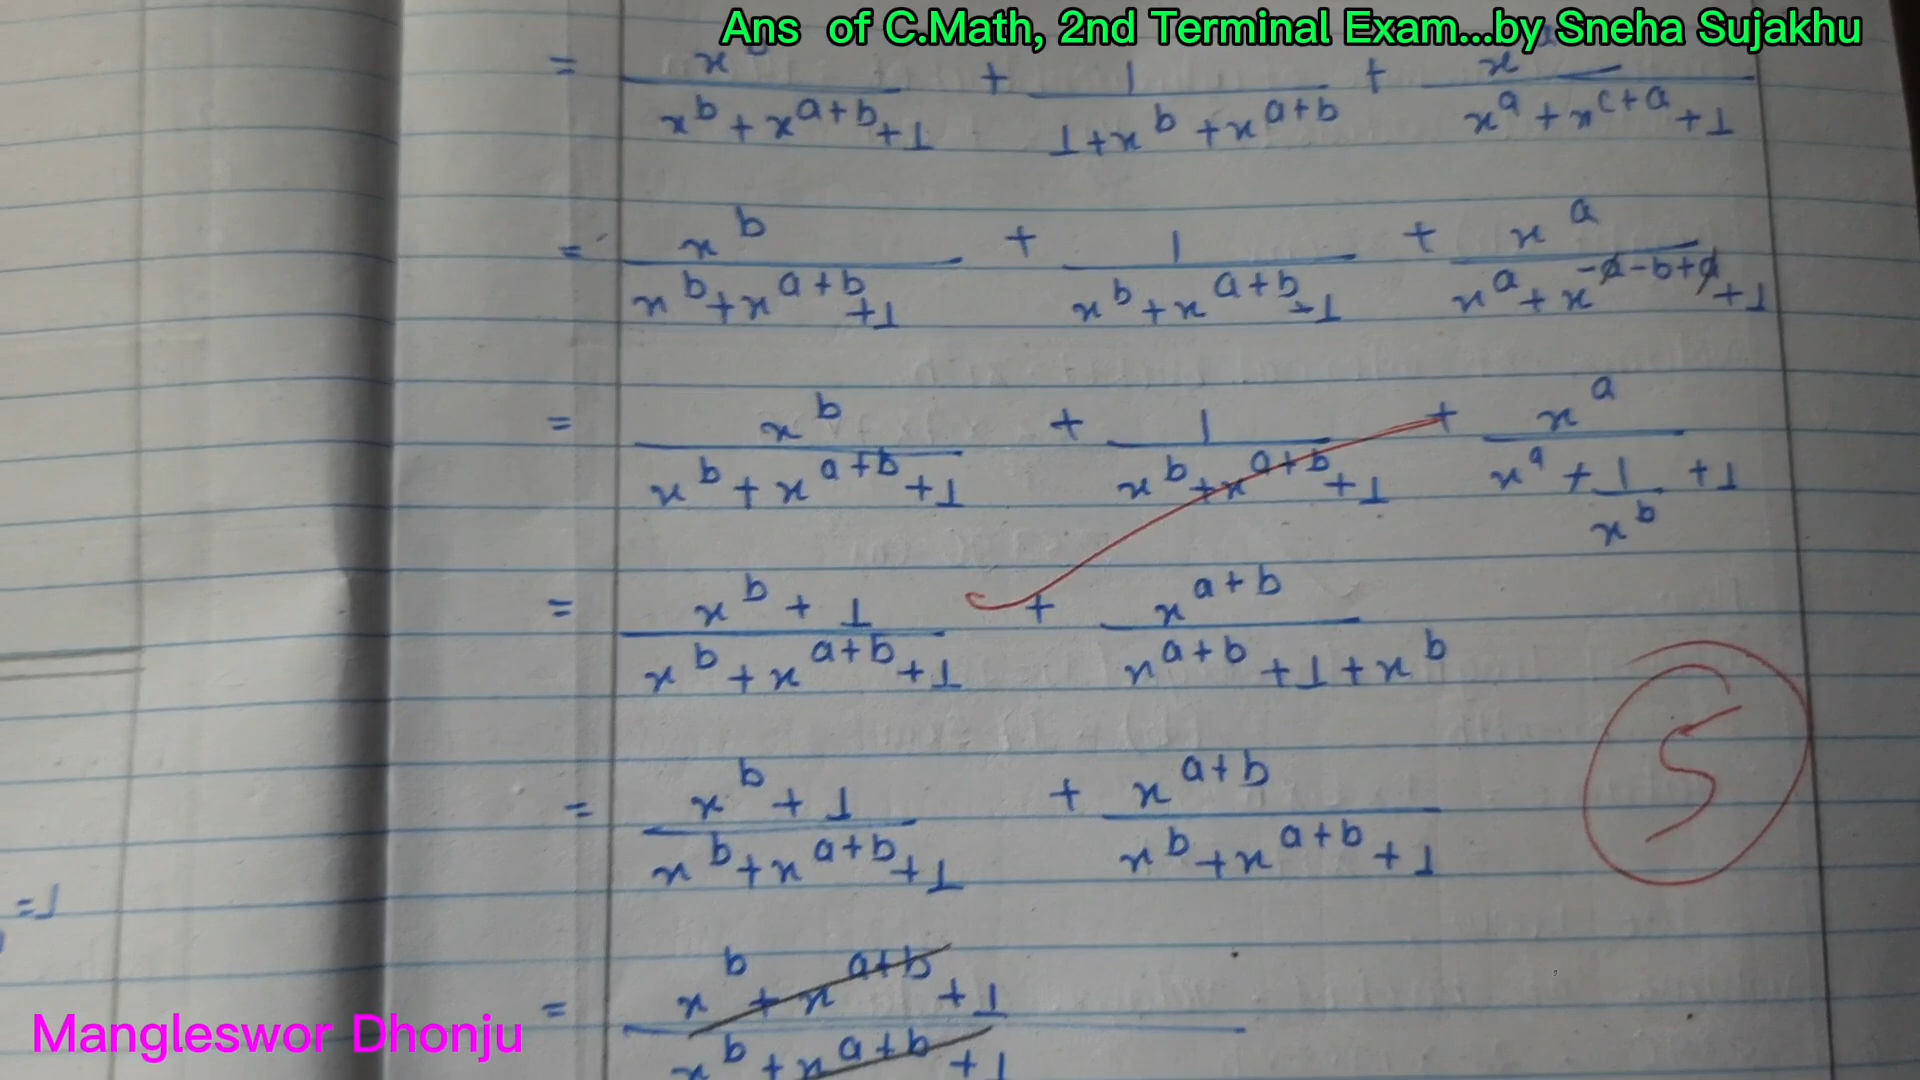 Ans of C.Math, 2nd Terminal Exam...by Sneha Sujakhu
= x^b/(x^b + x^(a+b) + 1) + 1/(1 + x^b + x^(a+b)) + x^a/(x^a + x^(c+a) + 1)
= x^b/(x^b + x^(a+b) + 1) + 1/(x^b + x^(a+b) + 1) + x^a/(x^a + x^(-a-b+a) + 1)
= x^b/(x^b + x^(a+b) + 1) + 1/(x^b + x^(a+b) + 1) + x^a/(x^a + 1/x^b + 1)
= (x^b + 1)/(x^b + x^(a+b) + 1) + x^(a+b)/(x^(a+b) + 1 + x^b)
= (x^b + 1)/(x^b + x^(a+b) + 1) + x^(a+b)/(x^b + x^(a+b) + 1)
5
= (x^b + x^(a+b) + 1)/(x^b + x^(a+b) + 1)
Mangleswor Dhonju